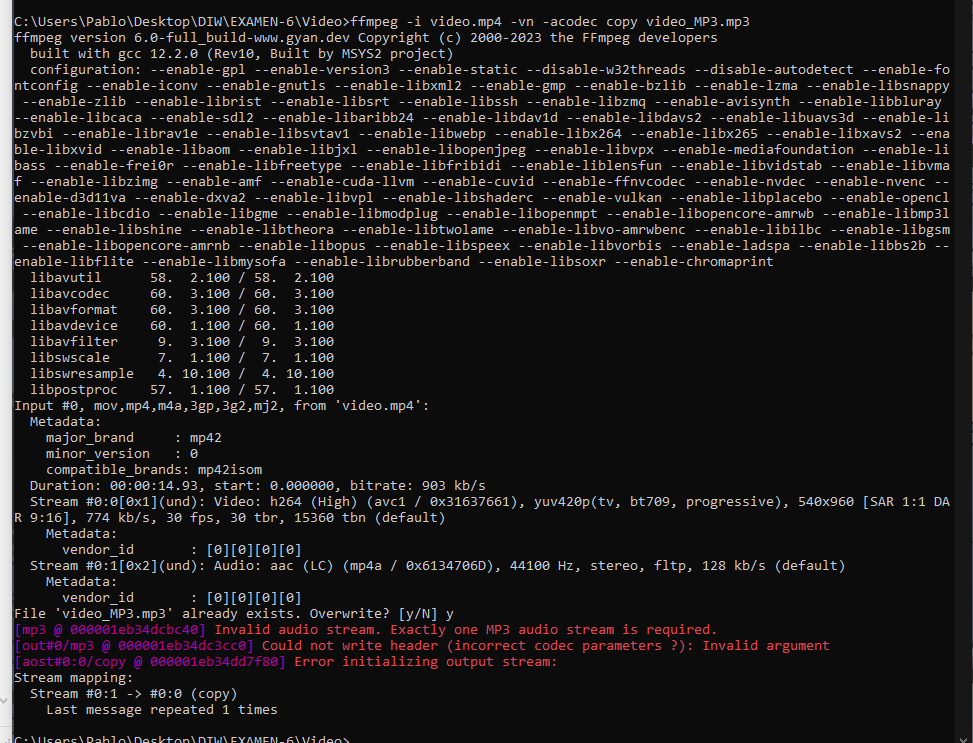 C:\Users\Pablo\Desktop\DIW\EXAMEN-6\Video>ffmpeg -i video.mp4 -vn -acodec copy video_MP3.mp3
ffmpeg version 6.0-full_build-www.gyan.dev Copyright (c) 2000-2023 the FFmpeg developers
  built with gcc 12.2.0 (Rev10, Built by MSYS2 project)
  configuration: --enable-gpl --enable-version3 --enable-static --disable-w32threads --disable-autodetect --enable-fo
ntconfig --enable-iconv --enable-gnutls --enable-libxml2 --enable-gmp --enable-bzlib --enable-lzma --enable-libsnappy
 --enable-zlib --enable-librist --enable-libsrt --enable-libssh --enable-libzmq --enable-avisynth --enable-libbluray
--enable-libcaca --enable-sdl2 --enable-libaribb24 --enable-libdav1d --enable-libdavs2 --enable-libuavs3d --enable-li
bzvbi --enable-librav1e --enable-libsvtav1 --enable-libwebp --enable-libx264 --enable-libx265 --enable-libxavs2 --ena
ble-libxvid --enable-libaom --enable-libjxl --enable-libopenjpeg --enable-libvpx --enable-mediafoundation --enable-li
bass --enable-frei0r --enable-libfreetype --enable-libfribidi --enable-liblensfun --enable-libvidstab --enable-libvma
f --enable-libzimg --enable-amf --enable-cuda-llvm --enable-cuvid --enable-ffnvcodec --enable-nvdec --enable-nvenc --
enable-d3d11va --enable-dxva2 --enable-libvpl --enable-libshaderc --enable-vulkan --enable-libplacebo --enable-opencl
 --enable-libcdio --enable-libgme --enable-libmodplug --enable-libopenmpt --enable-libopencore-amrwb --enable-libmp3l
ame --enable-libshine --enable-libtheora --enable-libtwolame --enable-libvo-amrwbenc --enable-libilbc --enable-libgsm
 --enable-libopencore-amrnb --enable-libopus --enable-libspeex --enable-libvorbis --enable-ladspa --enable-libbs2b --
enable-libflite --enable-libmysofa --enable-librubberband --enable-libsoxr --enable-chromaprint
  libavutil      58.  2.100 / 58.  2.100
  libavcodec     60.  3.100 / 60.  3.100
  libavformat    60.  3.100 / 60.  3.100
  libavdevice    60.  1.100 / 60.  1.100
  libavfilter     9.  3.100 /  9.  3.100
  libswscale      7.  1.100 /  7.  1.100
  libswresample   4. 10.100 /  4. 10.100
  libpostproc    57.  1.100 / 57.  1.100
Input #0, mov,mp4,m4a,3gp,3g2,mj2, from 'video.mp4':
  Metadata:
    major_brand     : mp42
    minor_version   : 0
    compatible_brands: mp42isom
  Duration: 00:00:14.93, start: 0.000000, bitrate: 903 kb/s
  Stream #0:0[0x1](und): Video: h264 (High) (avc1 / 0x31637661), yuv420p(tv, bt709, progressive), 540x960 [SAR 1:1 DA
R 9:16], 774 kb/s, 30 fps, 30 tbr, 15360 tbn (default)
    Metadata:
      vendor_id       : [0][0][0][0]
  Stream #0:1[0x2](und): Audio: aac (LC) (mp4a / 0x6134706D), 44100 Hz, stereo, fltp, 128 kb/s (default)
    Metadata:
      vendor_id       : [0][0][0][0]
File 'video_MP3.mp3' already exists. Overwrite? [y/N] y
[mp3 @ 000001eb34dcbc40] Invalid audio stream. Exactly one MP3 audio stream is required.
[out#0/mp3 @ 000001eb34dc3cc0] Could not write header (incorrect codec parameters ?): Invalid argument
[aost#0:0/copy @ 000001eb34dd7f80] Error initializing output stream:
Stream mapping:
  Stream #0:1 -> #0:0 (copy)
    Last message repeated 1 times
C:\Users\Pablo\Desktop\DIW\EXAMEN-6\Video>